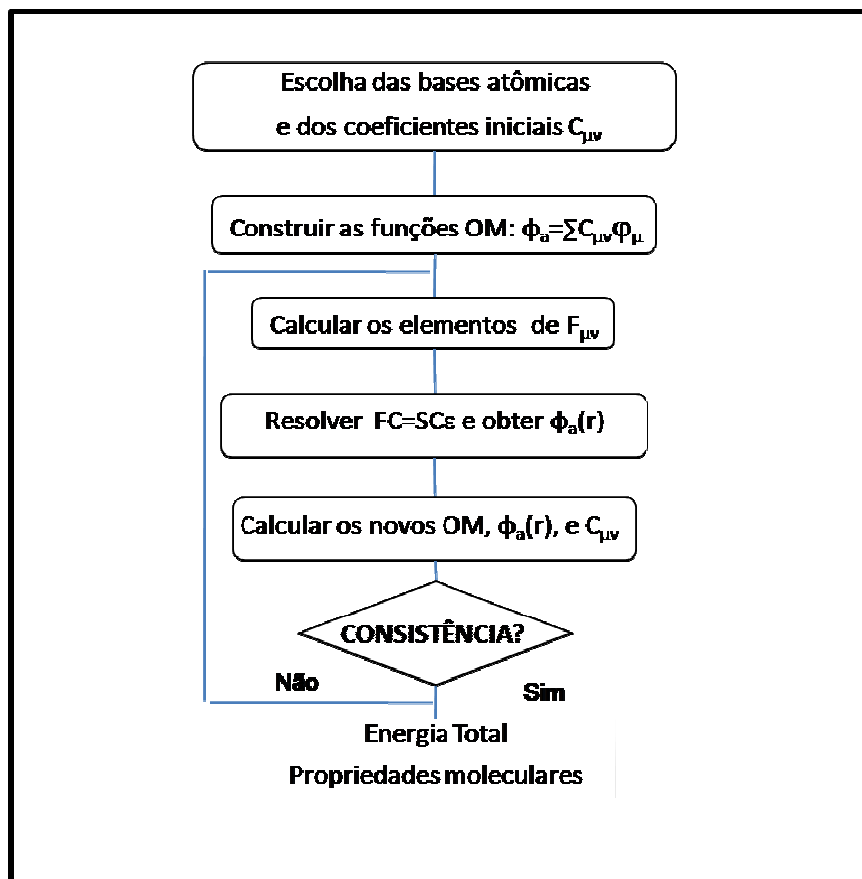 Escolha das bases atômicas
e dos coeficientes iniciais Cμν
Construir as funções OM: ϕa=∑Cμνφμ
Calcular os elementos de Fμν
Resolver FC=SCε e obter ϕa(r)
Calcular os novos OM, ϕa(r), e Cμν
CONSISTÊNCIA?
Não
Sim
Energia Total
Propriedades moleculares